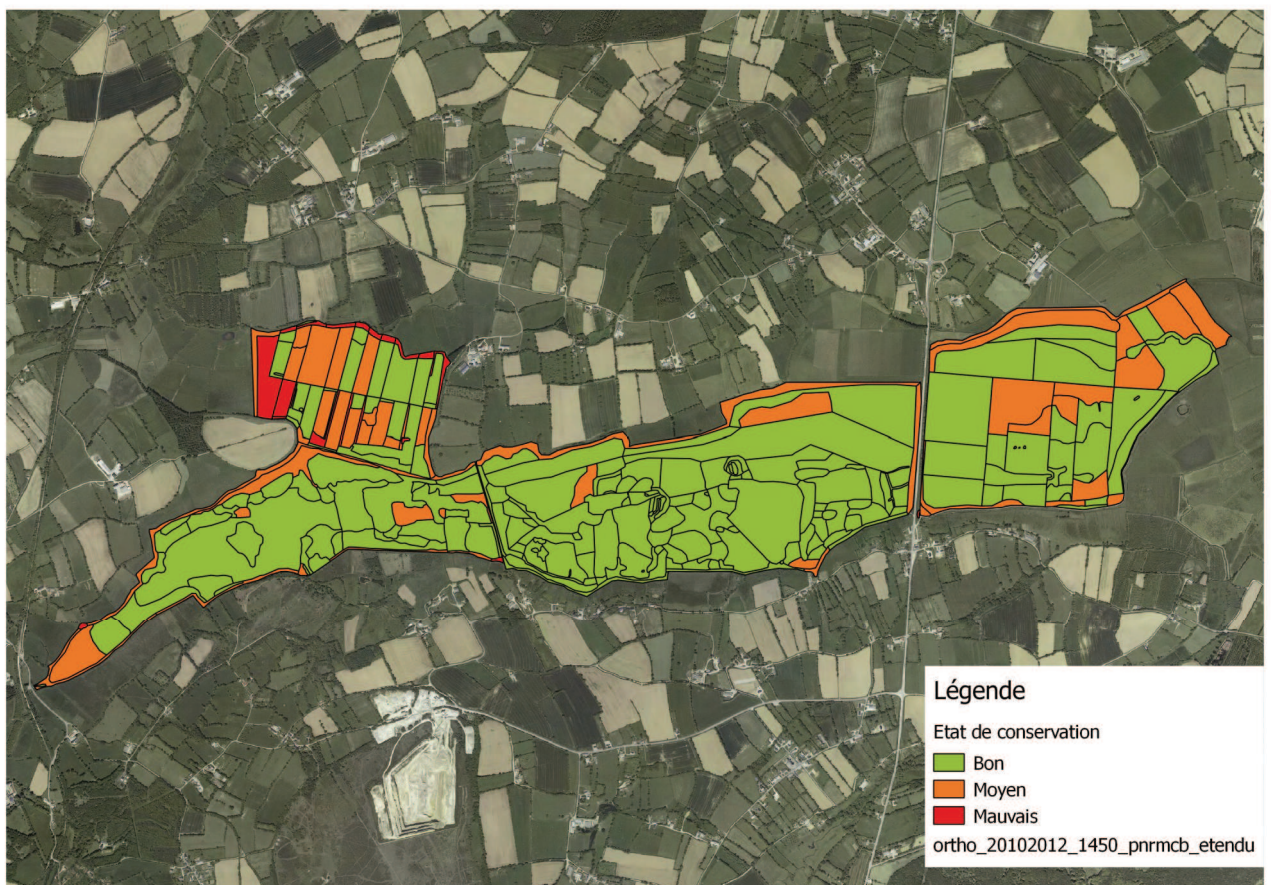 Légende
Etat de conservation
Bon
Moyen
Mauvais
ortho_20102012_1450_pnrmcb_etendu